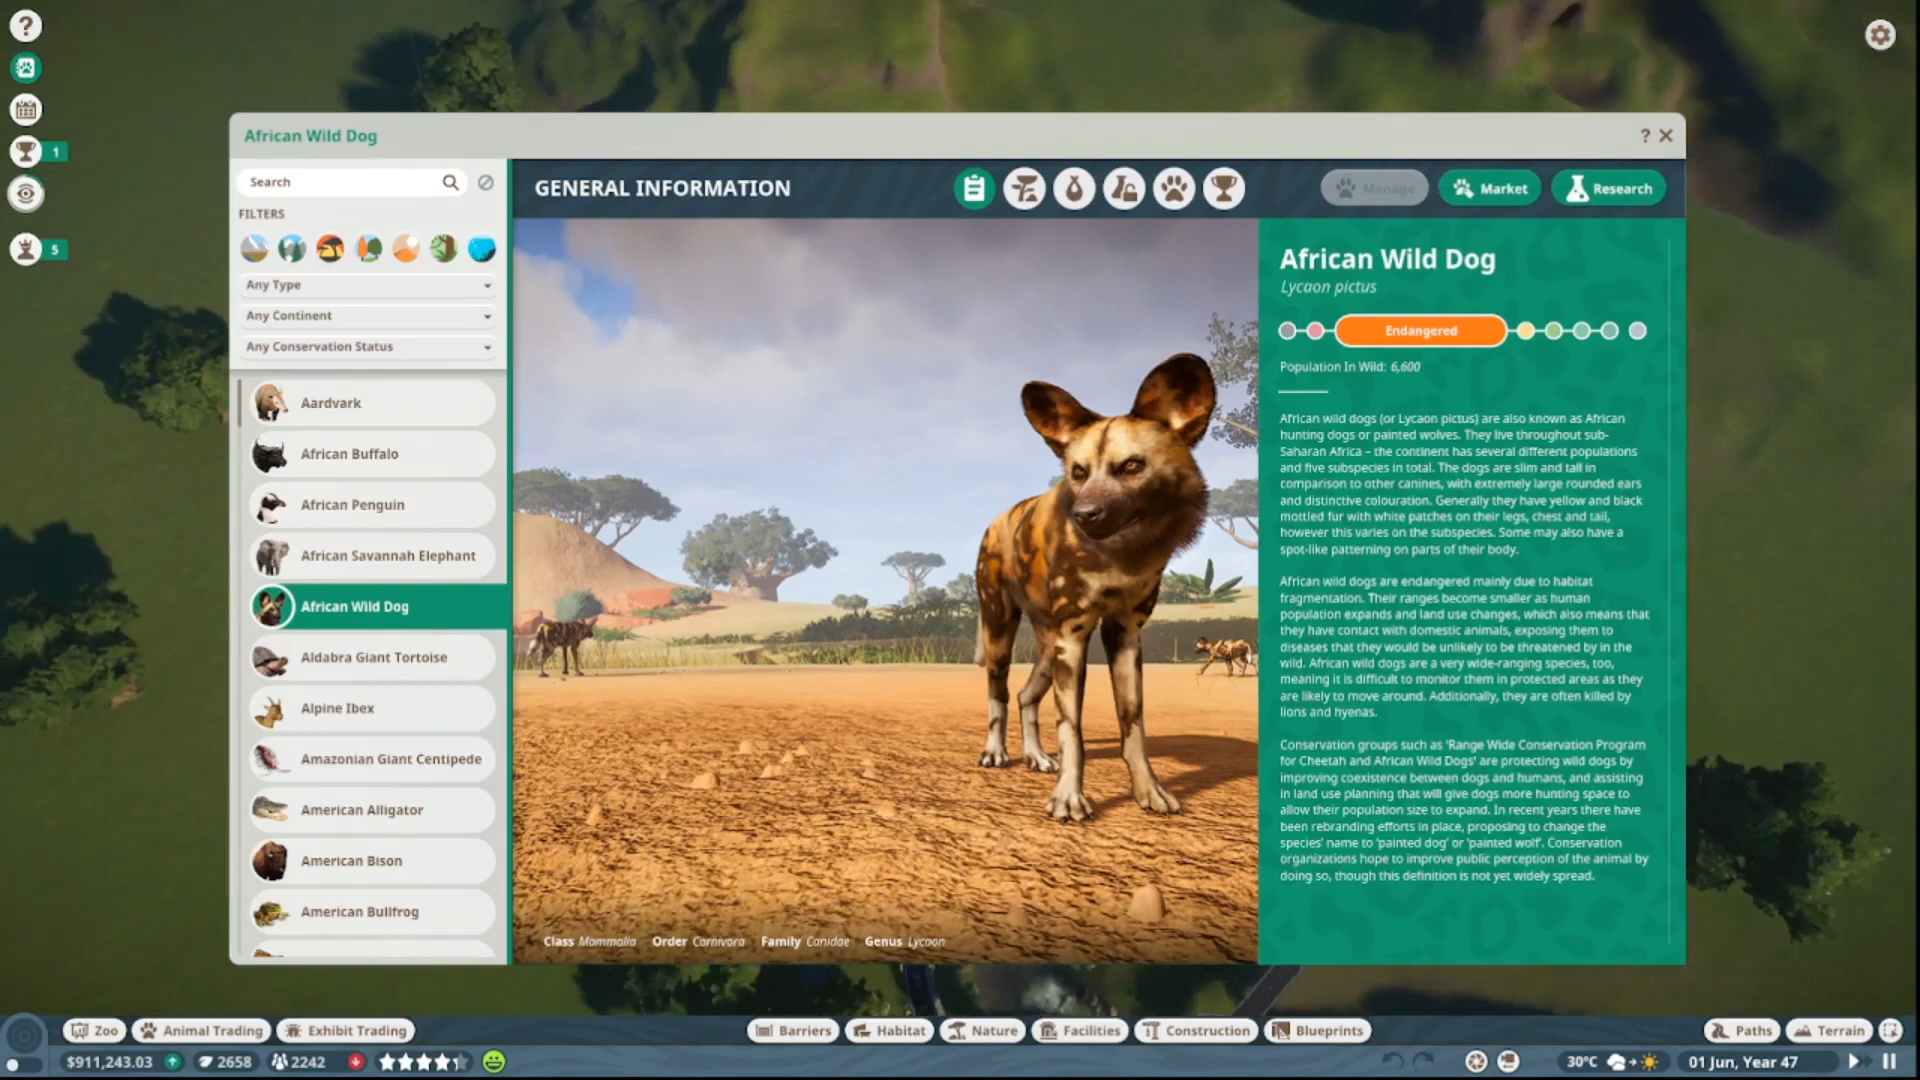 ?
1
5
African Wild Dog
?
Search
FILTERS
Any Type
Any Continent
Any Conservation Status
Aardvark
African Buffalo
African Penguin
African Savannah Elephant
African Wild Dog
Aldabra Giant Tortoise
Alpine Ibex
Amazonian Giant Centipede
American Alligator
American Bison
American Bullfrog
GENERAL INFORMATION
Manage
Market
Research
Class Mammalia Order Carnivora Family Canidae Genus Lycaon
African Wild Dog
Lycaon pictus
Endangered
Population In Wild: 6,600
African wild dogs (or Lycaon pictus) are also known as African
hunting dogs or painted wolves. They live throughout sub-
Saharan Africa – the continent has several different populations
and five subspecies in total. The dogs are slim and tall in
comparison to other canines, with extremely large rounded ears
and distinctive colouration. Generally they have yellow and black
mottled fur with white patches on their legs, chest and tail,
however this varies on the subspecies. Some may also have a
spot-like patterning on parts of their body.
African wild dogs are endangered mainly due to habitat
fragmentation. Their ranges become smaller as human
population expands and land use changes, which also means that
they have contact with domestic animals, exposing them to
diseases that they would be unlikely to be threatened by in the
wild. African wild dogs are a very wide-ranging species, too,
meaning it is difficult to monitor them in protected areas as they
are likely to move around. Additionally, they are often killed by
lions and hyenas.
Conservation groups such as 'Range Wide Conservation Program
for Cheetah and African Wild Dogs' are protecting wild dogs by
improving coexistence between dogs and humans, and assisting
in land use planning that will give dogs more hunting space to
allow their population size to expand. In recent years there have
been rebranding efforts in place, proposing to change the
species' name to 'painted dog' or 'painted wolf'. Conservation
organizations hope to improve public perception of the animal by
doing so, though this definition is not yet widely spread.
Zoo
Animal Trading
Exhibit Trading
Barriers
Habitat
Nature
Facilities
Construction
Blueprints
Paths
Terrain
$911,243.03
2658
2242
30°C
01 Jun, Year 47